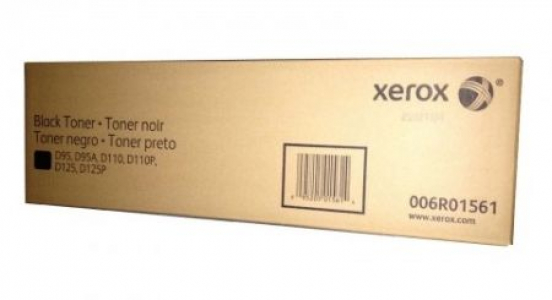 xerox
Black Toner • Toner noir
Toner negro • Toner preto
D95, D95A, D110, D110P,
D125, D125P
006R01561
www.xerox.com